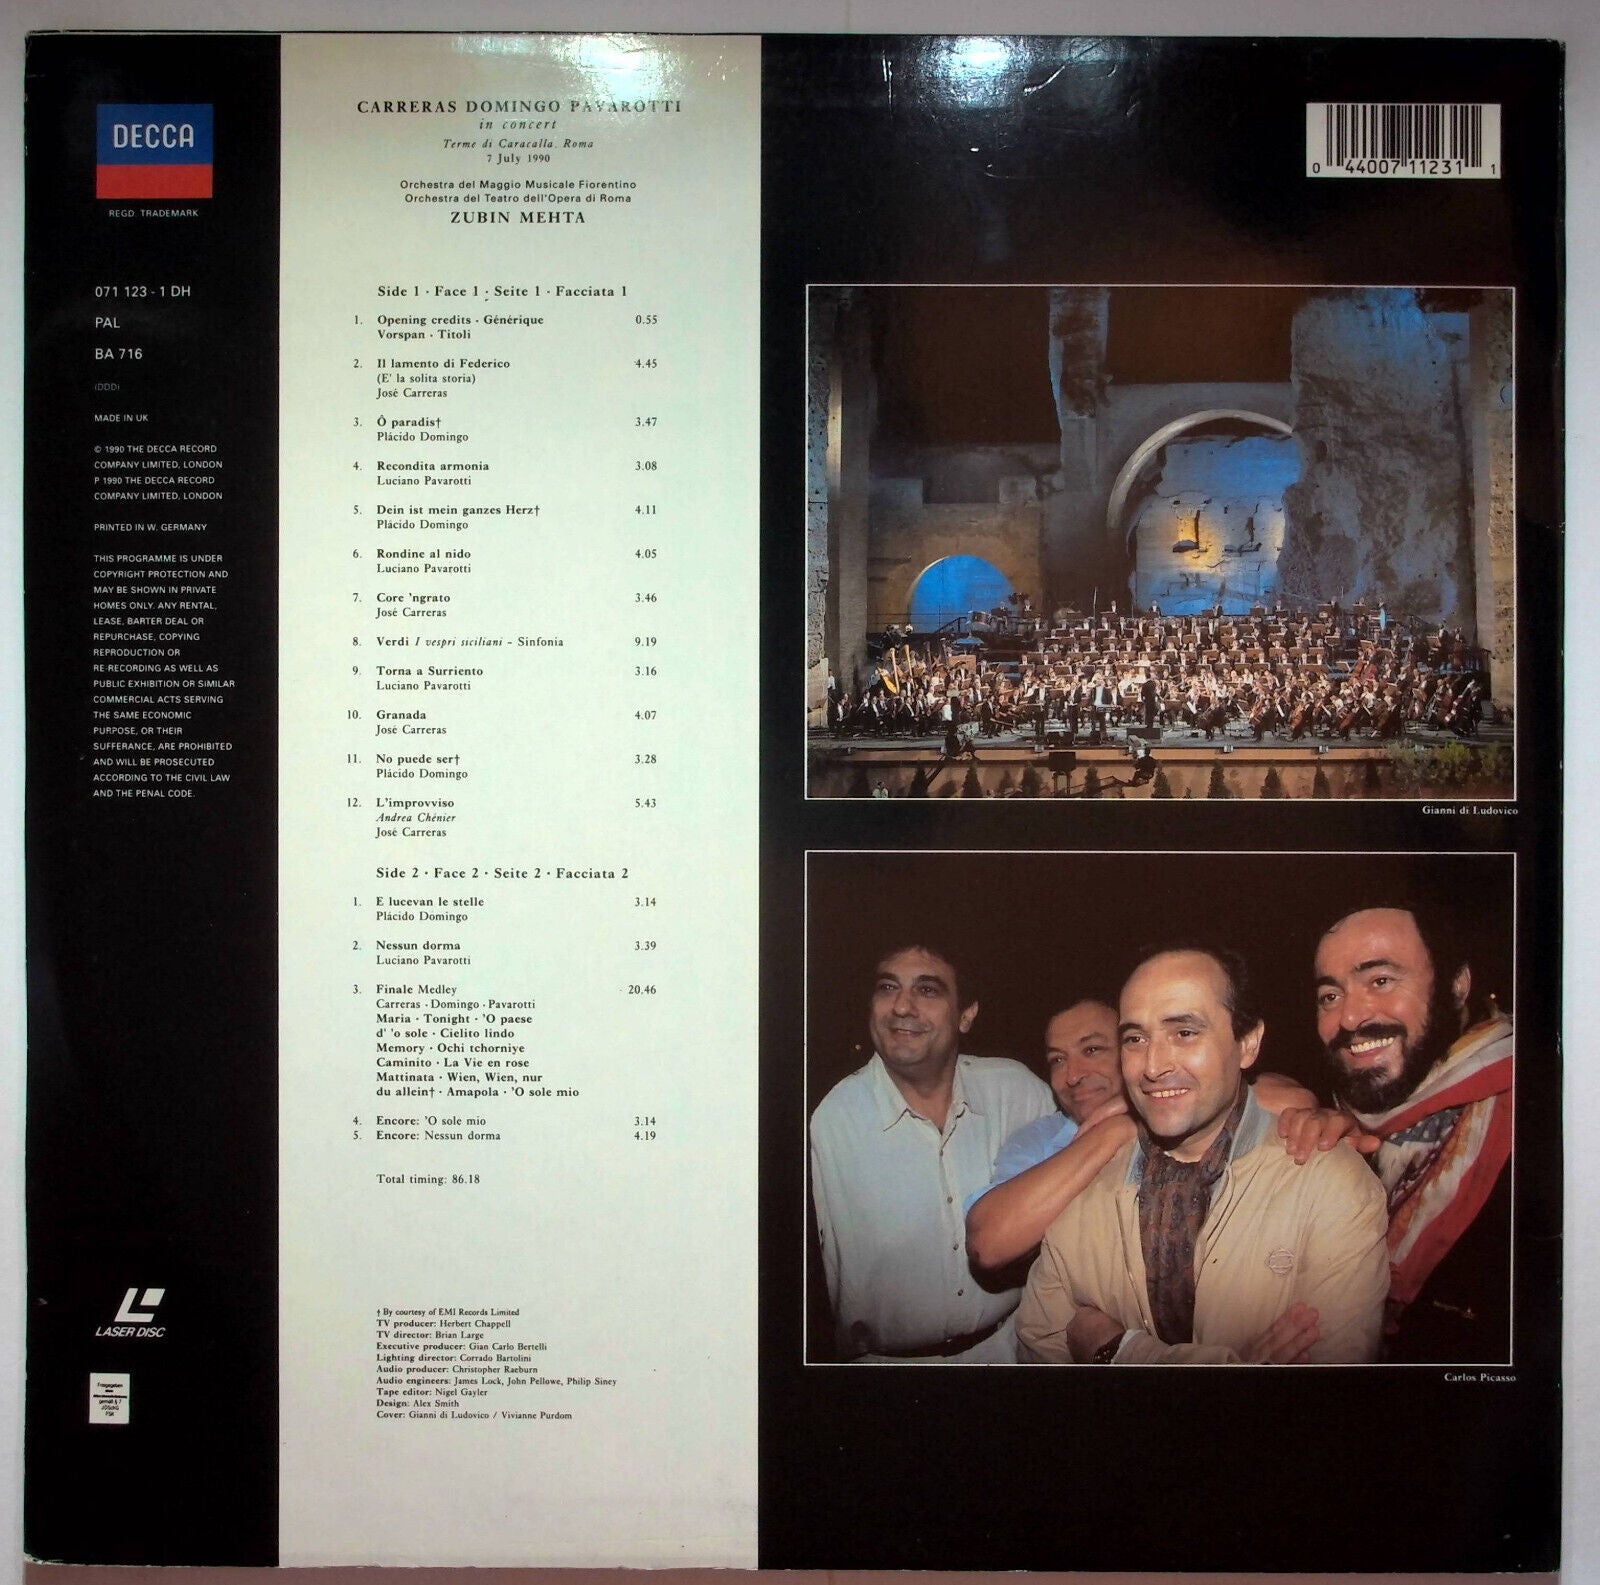 DECCA
REGD. TRADEMARK
071 123 - 1 DH
PAL
BA 716
(DDD)
MADE IN UK
© 1990 THE DECCA RECORD
COMPANY LIMITED, LONDON
P 1990 THE DECCA RECORD
COMPANY LIMITED, LONDON
PRINTED IN W. GERMANY
THIS PROGRAMME IS UNDER
COPYRIGHT PROTECTION AND
MAY BE SHOWN IN PRIVATE
HOMES ONLY. ANY RENTAL,
LEASE, BARTER DEAL OR
REPURCHASE, COPYING
REPRODUCTION OR
RE-RECORDING AS WELL AS
PUBLIC EXHIBITION OR SIMILAR
COMMERCIAL ACTS SERVING
THE SAME ECONOMIC
PURPOSE, OR THEIR
SUFFERANCE, ARE PROHIBITED
AND WILL BE PROSECUTED
ACCORDING TO THE CIVIL LAW
AND THE PENAL CODE.
LASER DISC
Freigegeben
gemäß § 7
JÖSchG
FSK
CARRERAS DOMINGO PAVAROTTI
in concert
Terme di Caracalla, Roma
7 July 1990
Orchestra del Maggio Musicale Fiorentino
Orchestra del Teatro dell'Opera di Roma
ZUBIN MEHTA
Side 1 · Face 1 · Seite 1 · Facciata 1
1. Opening credits · Générique 0.55
Vorspan · Titoli
2. Il lamento di Federico 4.45
(E' la solita storia)
José Carreras
3. Ô paradis† 3.47
Plácido Domingo
4. Recondita armonia 3.08
Luciano Pavarotti
5. Dein ist mein ganzes Herz† 4.11
Plácido Domingo
6. Rondine al nido 4.05
Luciano Pavarotti
7. Core 'ngrato 3.46
José Carreras
8. Verdi I vespri siciliani – Sinfonia 9.19
9. Torna a Surriento 3.16
Luciano Pavarotti
10. Granada 4.07
José Carreras
11. No puede ser† 3.28
Plácido Domingo
12. L'improvviso 5.43
Andrea Chénier
José Carreras
Side 2 · Face 2 · Seite 2 · Facciata 2
1. E lucevan le stelle 3.14
Plácido Domingo
2. Nessun dorma 3.39
Luciano Pavarotti
3. Finale Medley 20.46
Carreras · Domingo · Pavarotti
Maria · Tonight · 'O paese
d' 'o sole · Cielito lindo
Memory · Ochi tchorniye
Caminito · La Vie en rose
Mattinata · Wien, Wien, nur
du allein† · Amapola · 'O sole mio
4. Encore: 'O sole mio 3.14
5. Encore: Nessun dorma 4.19
Total timing: 86.18
† By courtesy of EMI Records Limited
TV producer: Herbert Chappell
TV director: Brian Large
Executive producer: Gian Carlo Bertelli
Lighting director: Corrado Bartolini
Audio producer: Christopher Raeburn
Audio engineers: James Lock, John Pellowe, Philip Siney
Tape editor: Nigel Gayler
Design: Alex Smith
Cover: Gianni di Ludovico / Vivianne Purdom
0 44007 11231 1
Gianni di Ludovico
Carlos Picasso